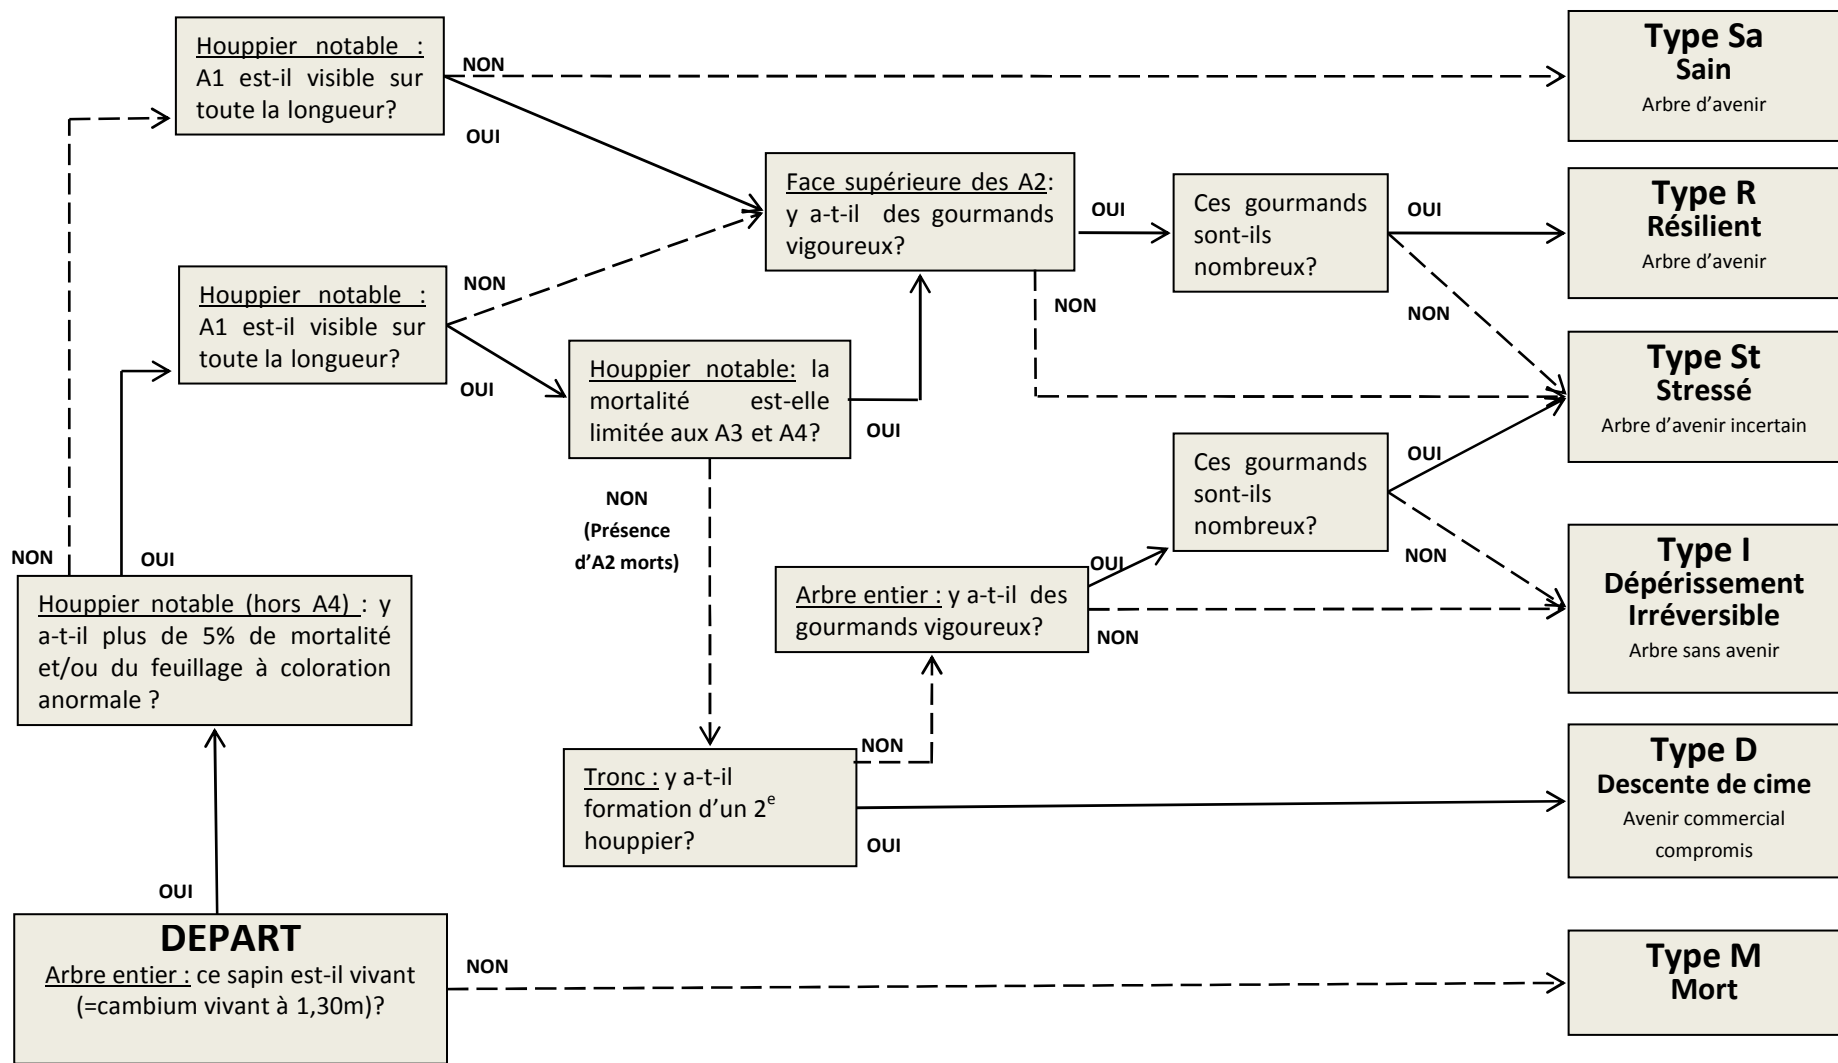 Houppier notable :
A1 est-il visible sur
toute la longueur?
NON
OUI
Type Sa
Sain
Arbre d'avenir
Face supérieure des A2:
y a-t-il des gourmands
vigoureux?
OUI
NON
Ces gourmands
sont-ils
nombreux?
OUI
NON
Type R
Résilient
Arbre d'avenir
Houppier notable :
A1 est-il visible sur
toute la longueur?
NON
OUI
Houppier notable: la
mortalité est-elle
limitée aux A3 et A4?
OUI
NON
(Présence
d'A2 morts)
Type St
Stressé
Arbre d'avenir incertain
Ces gourmands
sont-ils
nombreux?
OUI
NON
NON
OUI
Houppier notable (hors A4) : y
a-t-il plus de 5% de mortalité
et/ou du feuillage à coloration
anormale ?
Arbre entier : y a-t-il des
gourmands vigoureux?
OUI
NON
Type I
Dépérissement
Irréversible
Arbre sans avenir
Tronc : y a-t-il
formation d'un 2e
houppier?
NON
OUI
Type D
Descente de cime
Avenir commercial
compromis
OUI
DEPART
Arbre entier : ce sapin est-il vivant
(=cambium vivant à 1,30m)?
NON
Type M
Mort